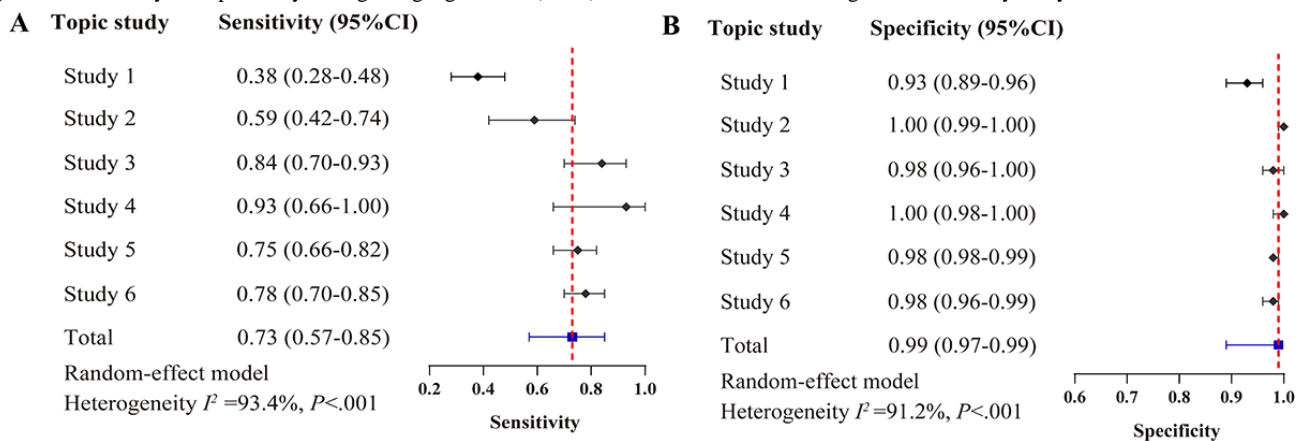 A Topic study Sensitivity (95%CI)
Study 1 0.38 (0.28-0.48)
Study 2 0.59 (0.42-0.74)
Study 3 0.84 (0.70-0.93)
Study 4 0.93 (0.66-1.00)
Study 5 0.75 (0.66-0.82)
Study 6 0.78 (0.70-0.85)
Total 0.73 (0.57-0.85)
Random-effect model
Heterogeneity I² =93.4%, P<.001
0.2 0.4 0.6 0.8 1.0
Sensitivity
B Topic study Specificity (95%CI)
Study 1 0.93 (0.89-0.96)
Study 2 1.00 (0.99-1.00)
Study 3 0.98 (0.96-1.00)
Study 4 1.00 (0.98-1.00)
Study 5 0.98 (0.98-0.99)
Study 6 0.98 (0.96-0.99)
Total 0.99 (0.97-0.99)
Random-effect model
Heterogeneity I² =91.2%, P<.001
0.6 0.7 0.8 0.9 1.0
Specificity